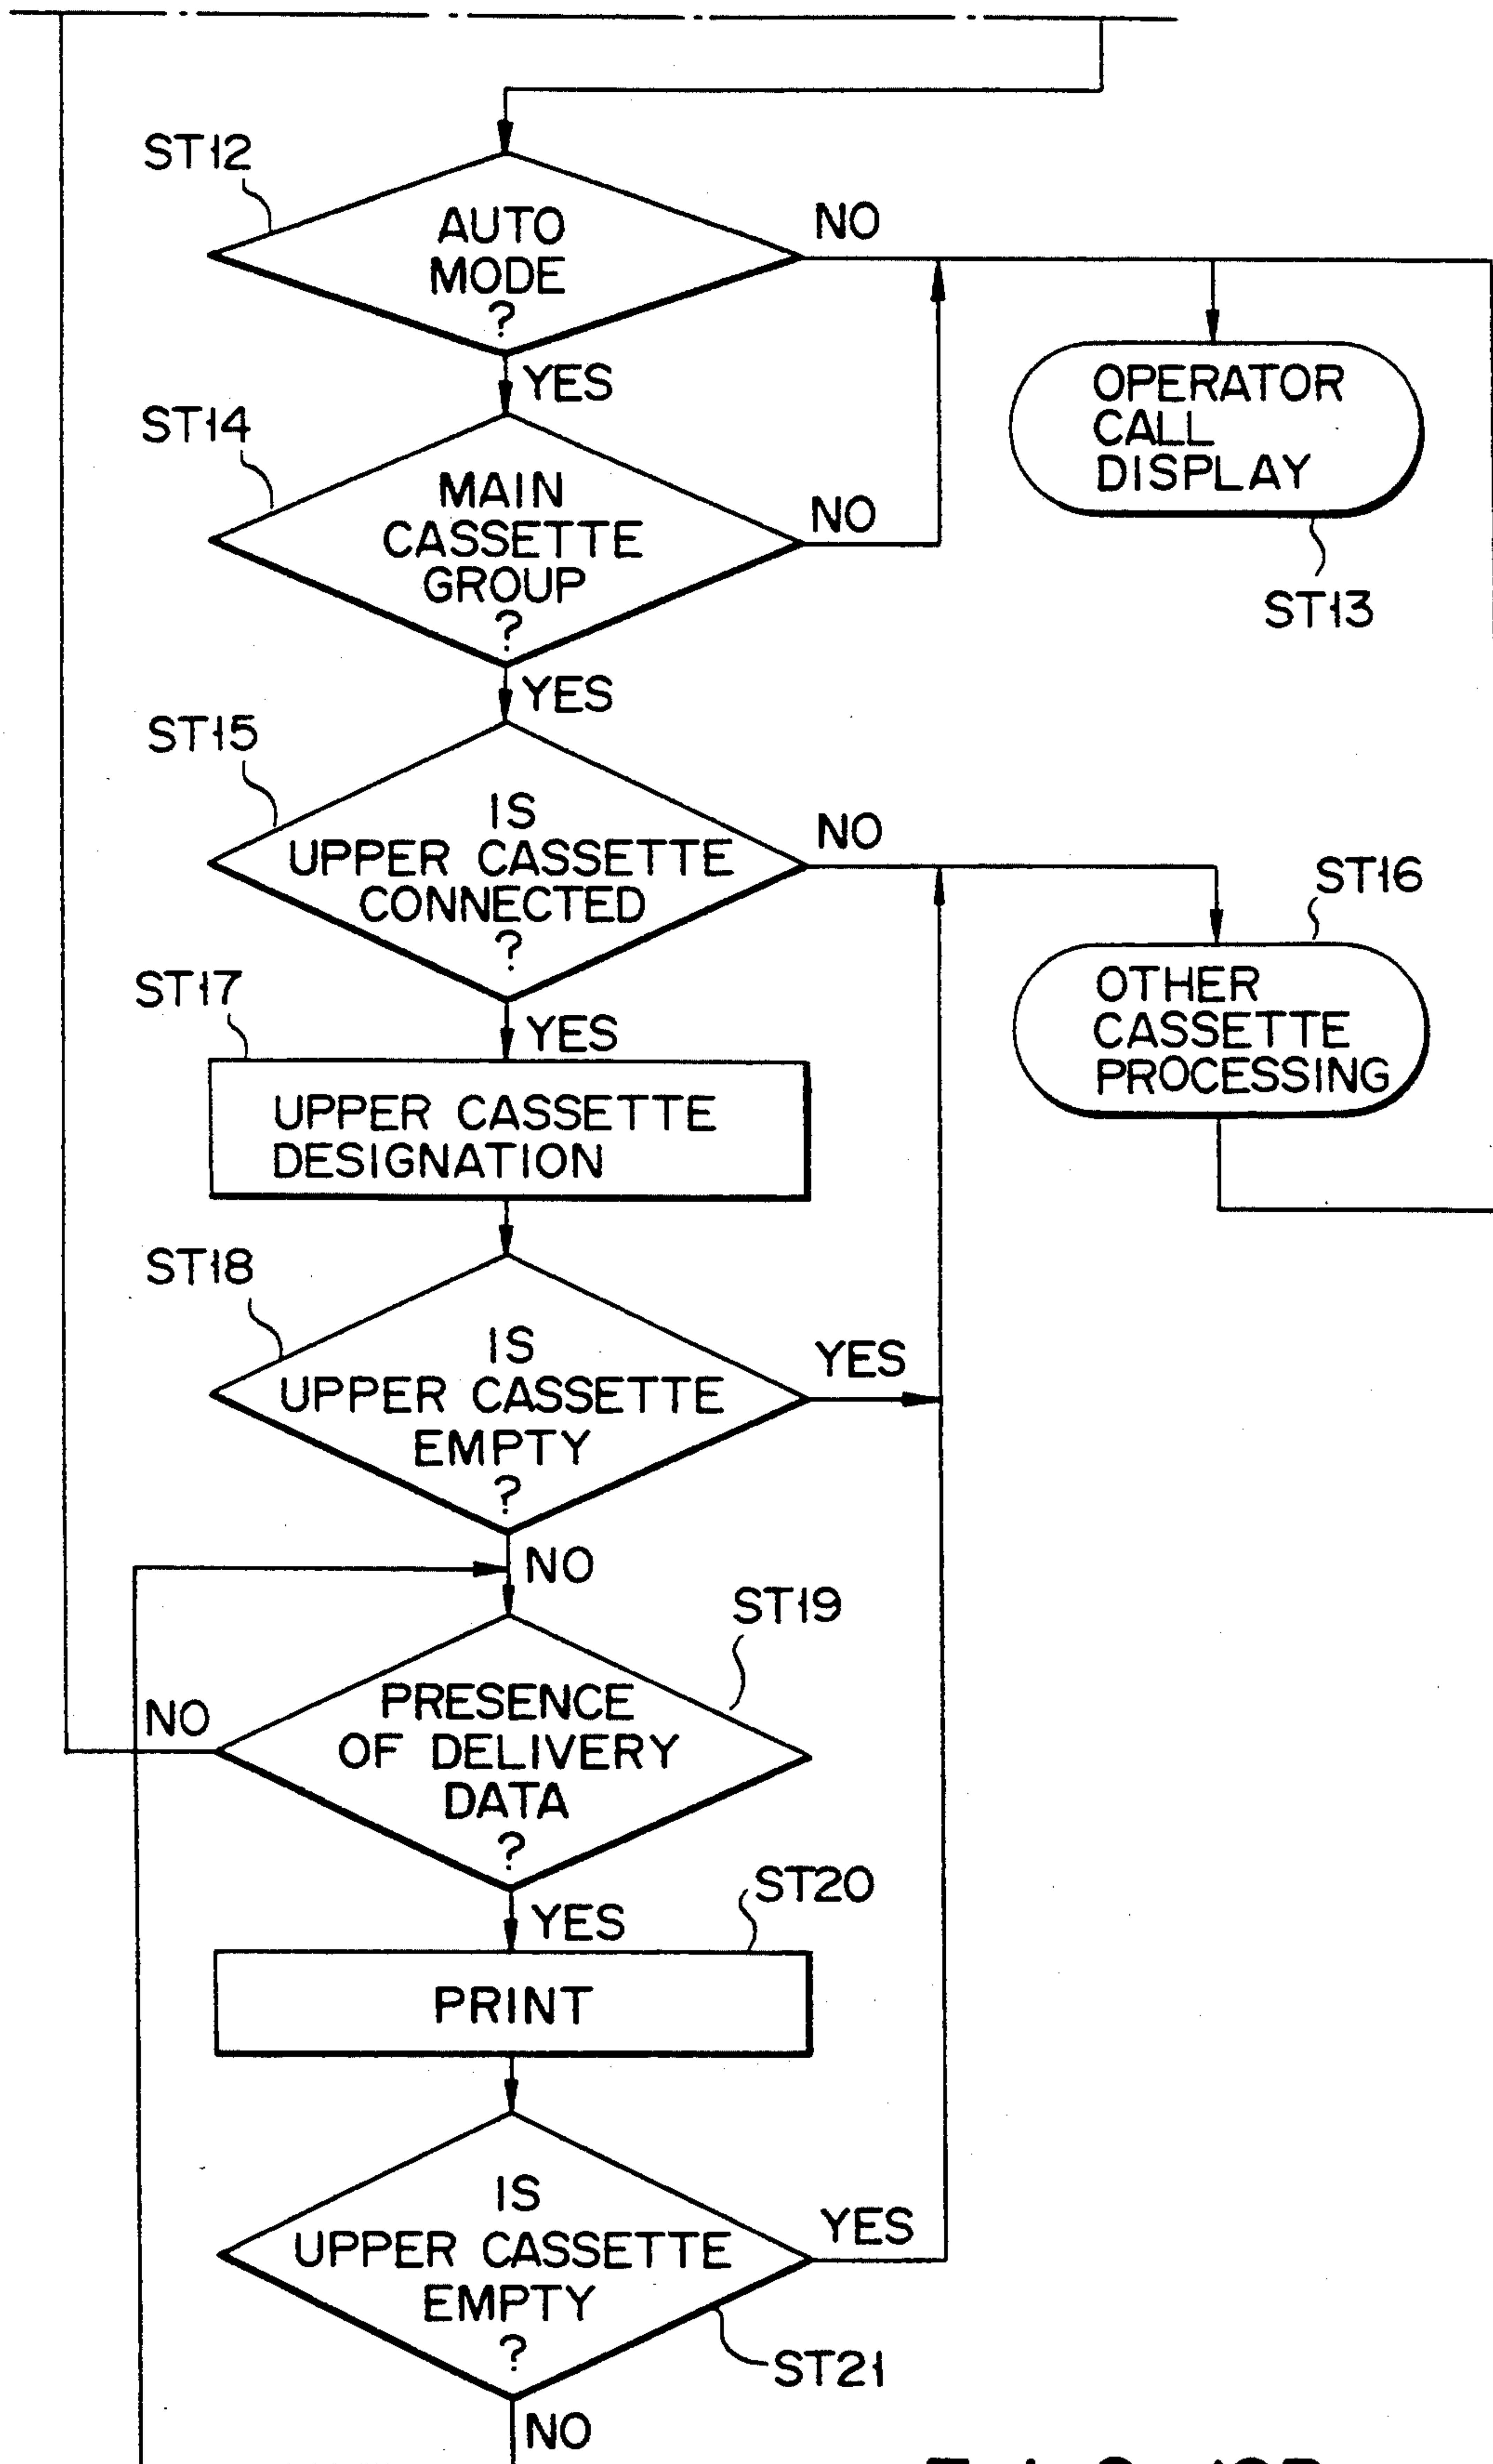 ST12
AUTO
MODE
?
NO
YES
OPERATOR
CALL
DISPLAY
ST13
ST14
MAIN
CASSETTE
GROUP
?
NO
YES
ST15
IS
UPPER CASSETTE
CONNECTED
?
NO
YES
ST16
OTHER
CASSETTE
PROCESSING
ST17
UPPER CASSETTE
DESIGNATION
ST18
IS
UPPER CASSETTE
EMPTY
?
YES
NO
ST19
PRESENCE
OF DELIVERY
DATA
?
NO
YES
ST20
PRINT
IS
UPPER CASSETTE
EMPTY
?
YES
ST21
NO